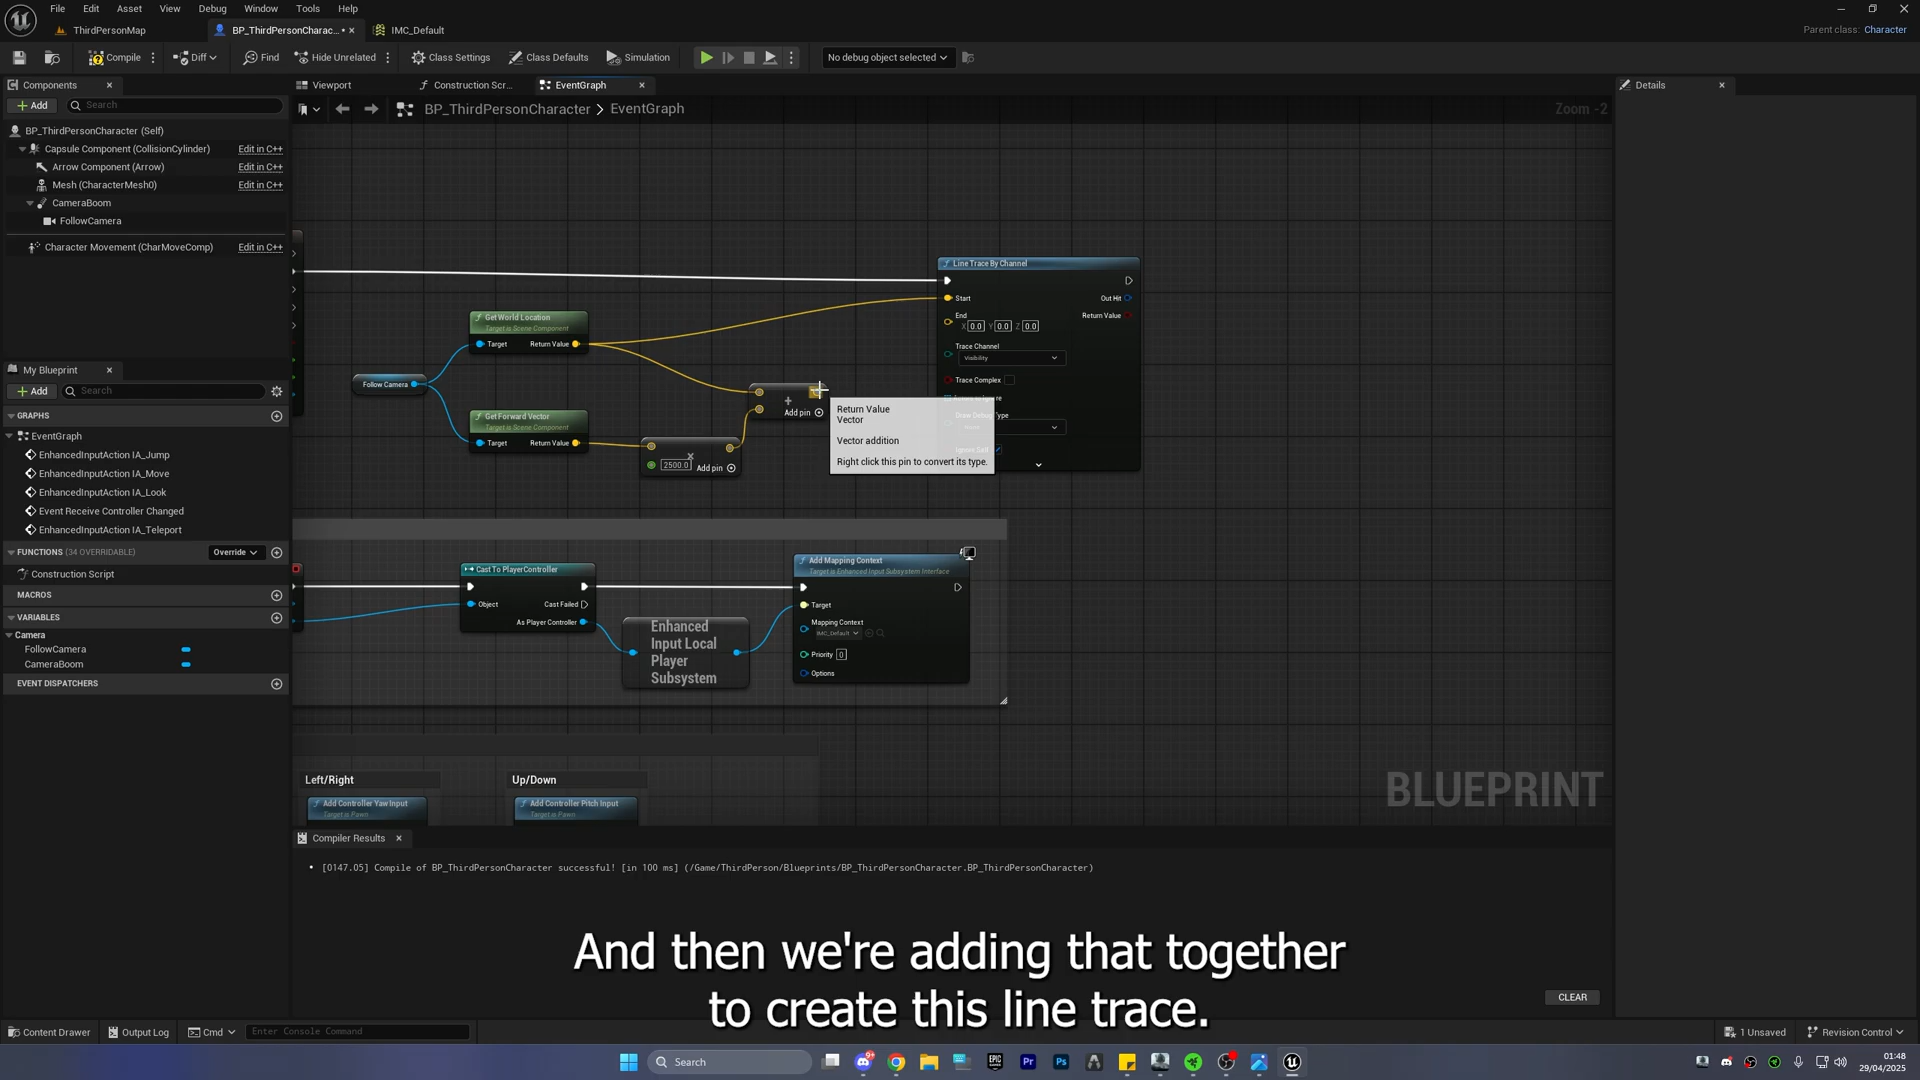 File Edit Asset View Debug Window Tools Help
ThirdPersonMap BP_ThirdPersonCharac... • IMC_Default Parent class: Character
Compile Diff Find Hide Unrelated Class Settings Class Defaults Simulation No debug object selected
Components Viewport Construction Scr... EventGraph Details
Add Search BP_ThirdPersonCharacter > EventGraph Zoom -2
BP_ThirdPersonCharacter (Self)
Capsule Component (CollisionCylinder) Edit in C++
Arrow Component (Arrow) Edit in C++
Mesh (CharacterMesh0) Edit in C++
CameraBoom
FollowCamera
Character Movement (CharMoveComp) Edit in C++
My Blueprint
Add Search
GRAPHS
EventGraph
EnhancedInputAction IA_Jump
EnhancedInputAction IA_Move
EnhancedInputAction IA_Look
Event Receive Controller Changed
EnhancedInputAction IA_Teleport
FUNCTIONS (34 OVERRIDABLE) Override
Construction Script
MACROS
VARIABLES
Camera
FollowCamera
CameraBoom
EVENT DISPATCHERS
Follow Camera
Get World Location
Target is Scene Component
Target Return Value
Get Forward Vector
Target is Scene Component
Target Return Value
2500.0 Add pin
Add pin
Return Value
Vector
Vector addition
Right click this pin to convert its type.
Line Trace By Channel
Start Out Hit
End Return Value
X 0.0 Y 0.0 Z 0.0
Trace Channel
Visibility
Trace Complex
Draw Debug Type
Cast To PlayerController
Object Cast Failed
As Player Controller
Enhanced
Input Local
Player
Subsystem
Add Mapping Context
Target is Enhanced Input Subsystem Interface
Target
Mapping Context
IMC_Default
Priority 0
Options
Left/Right Up/Down
Add Controller Yaw Input Add Controller Pitch Input
Target is Pawn Target is Pawn
BLUEPRINT
Compiler Results
• [0147.05] Compile of BP_ThirdPersonCharacter successful! [in 100 ms] (/Game/ThirdPerson/Blueprints/BP_ThirdPersonCharacter.BP_ThirdPersonCharacter)
And then we're adding that together
to create this line trace.
CLEAR
Content Drawer Output Log Cmd Enter Console Command 1 Unsaved Revision Control
Search
01:48
29/04/2025